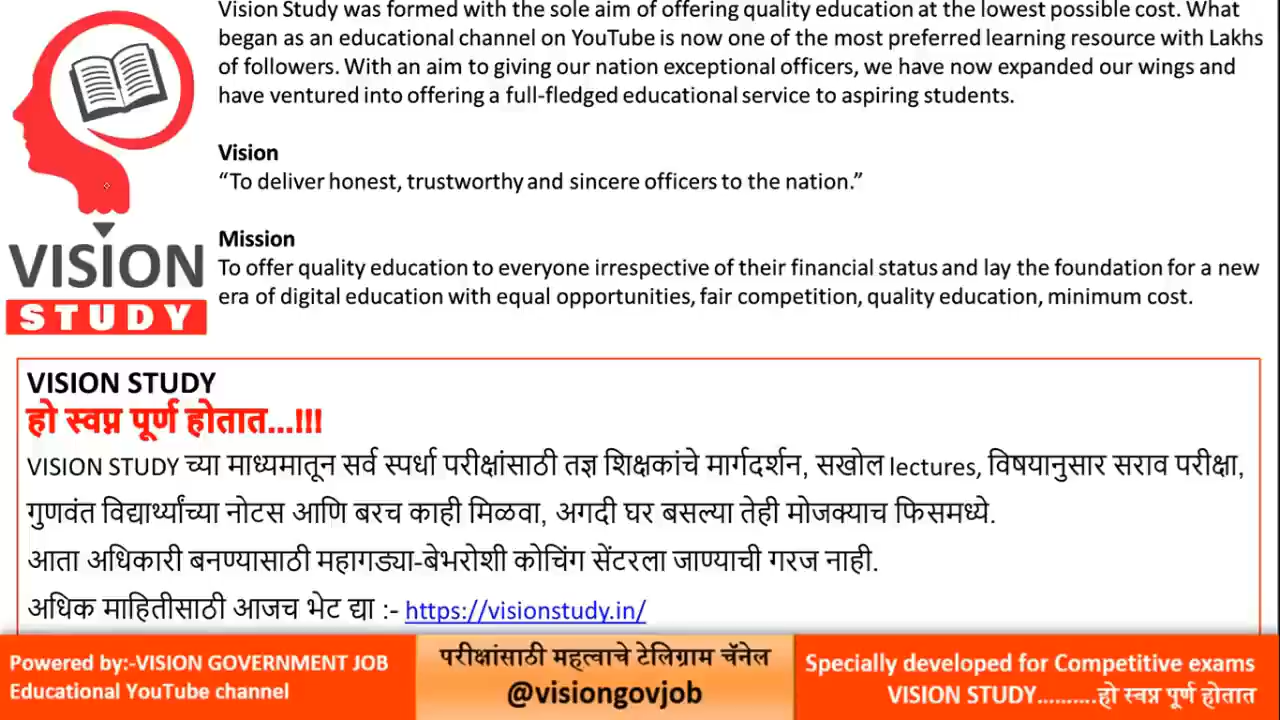 Vision Study was formed with the sole aim of offering quality education at the lowest possible cost. What
began as an educational channel on YouTube is now one of the most preferred learning resource with Lakhs
of followers. With an aim to giving our nation exceptional officers, we have now expanded our wings and
have ventured into offering a full-fledged educational service to aspiring students.
Vision
“To deliver honest, trustworthy and sincere officers to the nation.”
Mission
To offer quality education to everyone irrespective of their financial status and lay the foundation for a new
era of digital education with equal opportunities, fair competition, quality education, minimum cost.
VISION
STUDY
VISION STUDY
हो स्वप्न पूर्ण होतात...!!!
VISION STUDY च्या माध्यमातून सर्व स्पर्धा परीक्षांसाठी तज्ञ शिक्षकांचे मार्गदर्शन, सखोल lectures, विषयानुसार सराव परीक्षा,
गुणवंत विद्यार्थ्यांच्या नोटस आणि बरच काही मिळवा, अगदी घर बसल्या तेही मोजक्याच फिसमध्ये.
आता अधिकारी बनण्यासाठी महागड्या-बेभरोशी कोचिंग सेंटरला जाण्याची गरज नाही.
अधिक माहितीसाठी आजच भेट द्या :- https://visionstudy.in/
Powered by:-VISION GOVERNMENT JOB
Educational YouTube channel
परीक्षांसाठी महत्वाचे टेलिग्राम चॅनेल
@visiongovjob
Specially developed for Competitive exams
VISION STUDY..........हो स्वप्न पूर्ण होतात